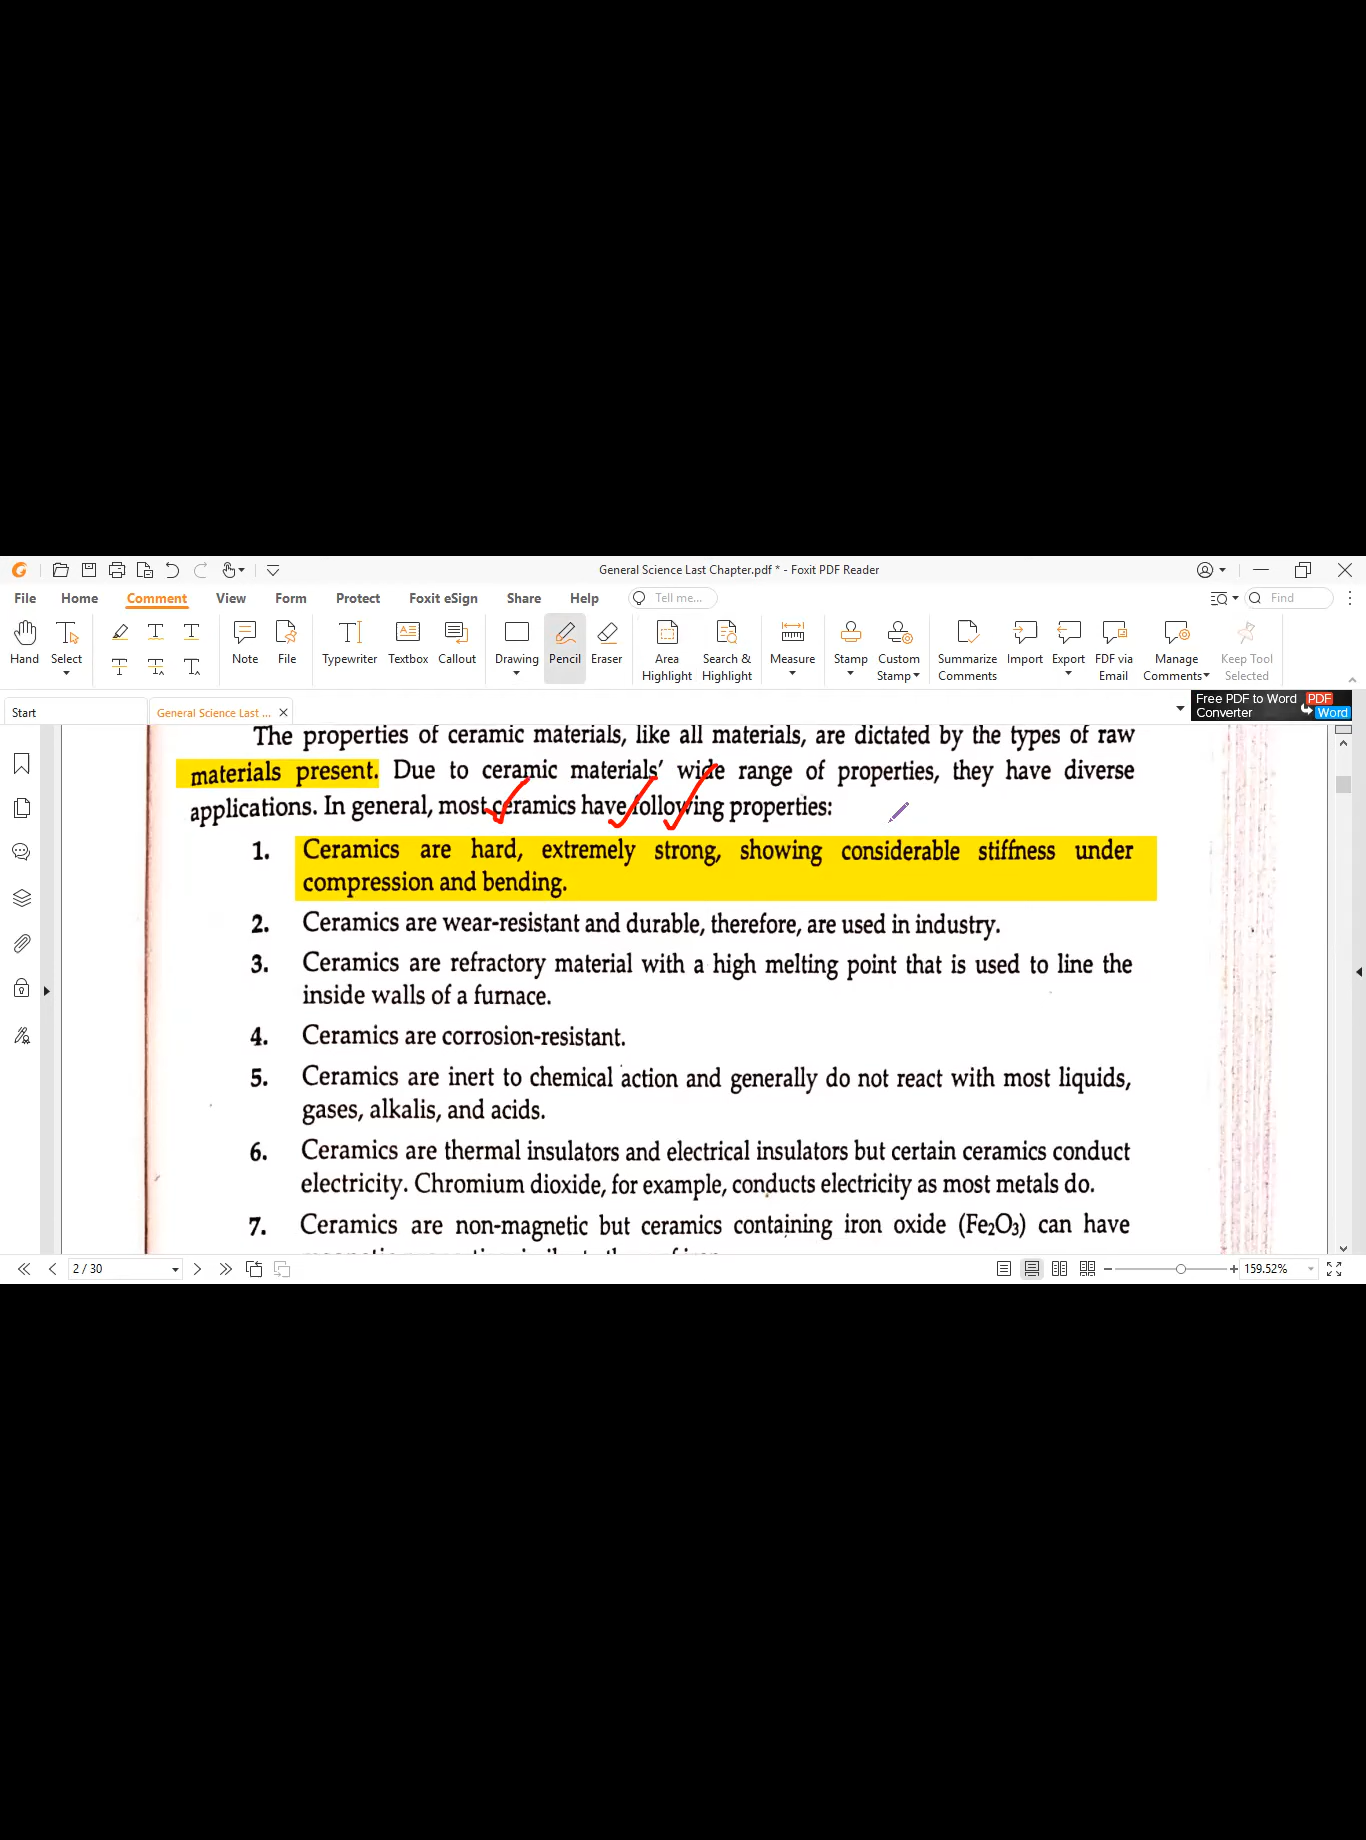 General Science Last Chapter.pdf * - Foxit PDF Reader
File Home Comment View Form Protect Foxit eSign Share Help Tell me... Find
Hand Select Note File Typewriter Textbox Callout Drawing Pencil Eraser Area Highlight Search & Highlight Measure Stamp Custom Stamp Summarize Comments Import Export FDF via Email Manage Comments Keep Tool Selected
Start General Science Last ... Free PDF to Word Converter PDF Word
The properties of ceramic materials, like all materials, are dictated by the types of raw
materials present. Due to ceramic materials' wide range of properties, they have diverse
applications. In general, most ceramics have following properties:
1. Ceramics are hard, extremely strong, showing considerable stiffness under
compression and bending.
2. Ceramics are wear-resistant and durable, therefore, are used in industry.
3. Ceramics are refractory material with a high melting point that is used to line the
inside walls of a furnace.
4. Ceramics are corrosion-resistant.
5. Ceramics are inert to chemical action and generally do not react with most liquids,
gases, alkalis, and acids.
6. Ceramics are thermal insulators and electrical insulators but certain ceramics conduct
electricity. Chromium dioxide, for example, conducts electricity as most metals do.
7. Ceramics are non-magnetic but ceramics containing iron oxide (Fe₂O₃) can have
2 / 30 159.52%